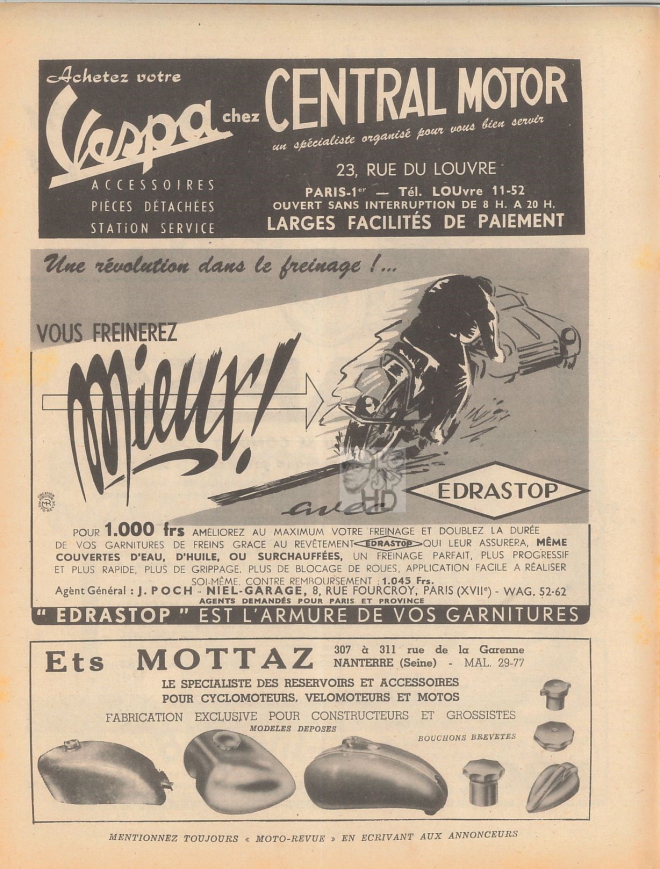 Achetez votre
Vespa chez CENTRAL MOTOR
un spécialiste organisé pour vous bien servir
ACCESSOIRES
PIÈCES DÉTACHÉES
STATiON SERVICE
23, RUE DU LOUVRE
PARIS-1er — Tél. LOUvre 11-52
OUVERT SANS INTERRUPTION DE 8 H. A 20 H.
LARGES FACILITÉS DE PAIEMENT
Une révolution dans le freinage !...
VOUS FREINEREZ
Mieux!
avec
HD
EDRASTOP
POUR 1.000 frs AMÉLIOREZ AU MAXIMUM VOTRE FREINAGE ET DOUBLEZ LA DURÉE
DE VOS GARNITURES DE FREINS GRACE AU REVÊTEMENT EDRASTOP QUI LEUR ASSURERA, MÊME
COUVERTES D'EAU, D'HUILE, OU SURCHAUFFÉES, UN FREINAGE PARFAIT, PLUS PROGRESSIF
ET PLUS RAPIDE, PLUS DE GRIPPAGE, PLUS DE BLOCAGE DE ROUES, APPLICATION FACILE A RÉALISER
SOI-MÊME, CONTRE REMBOURSEMENT : 1.045 Frs.
Agent Général : J. POCH - NIEL-GARAGE, 8, RUE FOURCROY, PARIS (XVIIe) - WAG. 52-62
AGENTS DEMANDÉS POUR PARIS ET PROVINCE
" EDRASTOP " EST L'ARMURE DE VOS GARNITURES
Ets MOTTAZ
307 à 311 rue de la Garenne
NANTERRE (Seine) - MAL. 29-77
LE SPECIALISTE DES RESERVOIRS ET ACCESSOIRES
POUR CYCLOMOTEURS, VELOMOTEURS ET MOTOS
FABRICATION EXCLUSIVE POUR CONSTRUCTEURS ET GROSSISTES
MODELES DEPOSES
BOUCHONS BREVETES
MENTIONNEZ TOUJOURS « MOTO-REVUE » EN ECRIVANT AUX ANNONCEURS